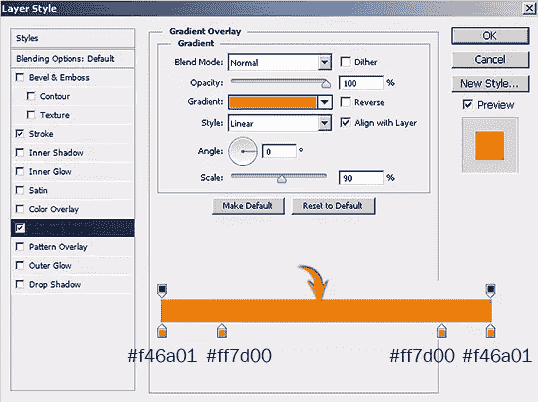 Layer Style
Styles
Blending Options: Default
Bevel & Emboss
Contour
Texture
Stroke
Inner Shadow
Inner Glow
Satin
Color Overlay
Pattern Overlay
Outer Glow
Drop Shadow
Gradient Overlay
Gradient
Blend Mode: Normal Dither
Opacity: 100 %
Gradient: Reverse
Style: Linear Align with Layer
Angle: 0 °
Scale: 90 %
Make Default Reset to Default
OK
Cancel
New Style...
Preview
#f46a01 #ff7d00 #ff7d00 #f46a01